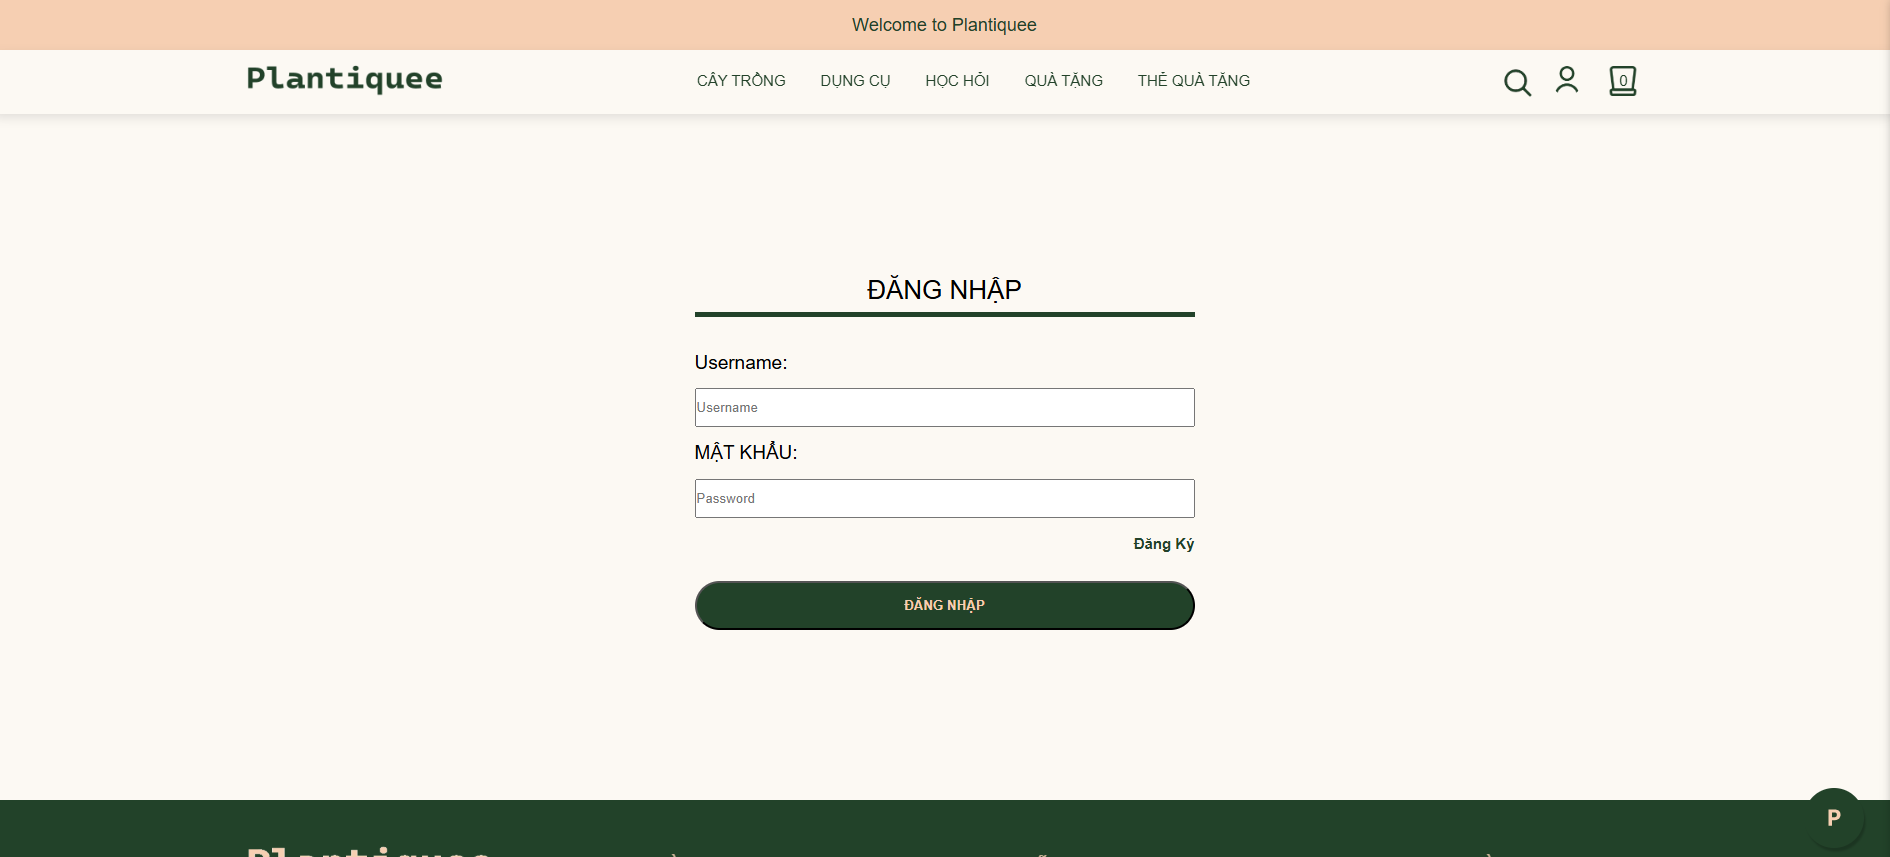 Welcome to Plantiquee
Plantiquee
CÂY TRỒNG DỤNG CỤ HỌC HỎI QUÀ TẶNG THẺ QUÀ TẶNG
0
ĐĂNG NHẬP
Username:
Username
MẬT KHẨU:
Password
Đăng Ký
ĐĂNG NHẬP
P
Plantiquee